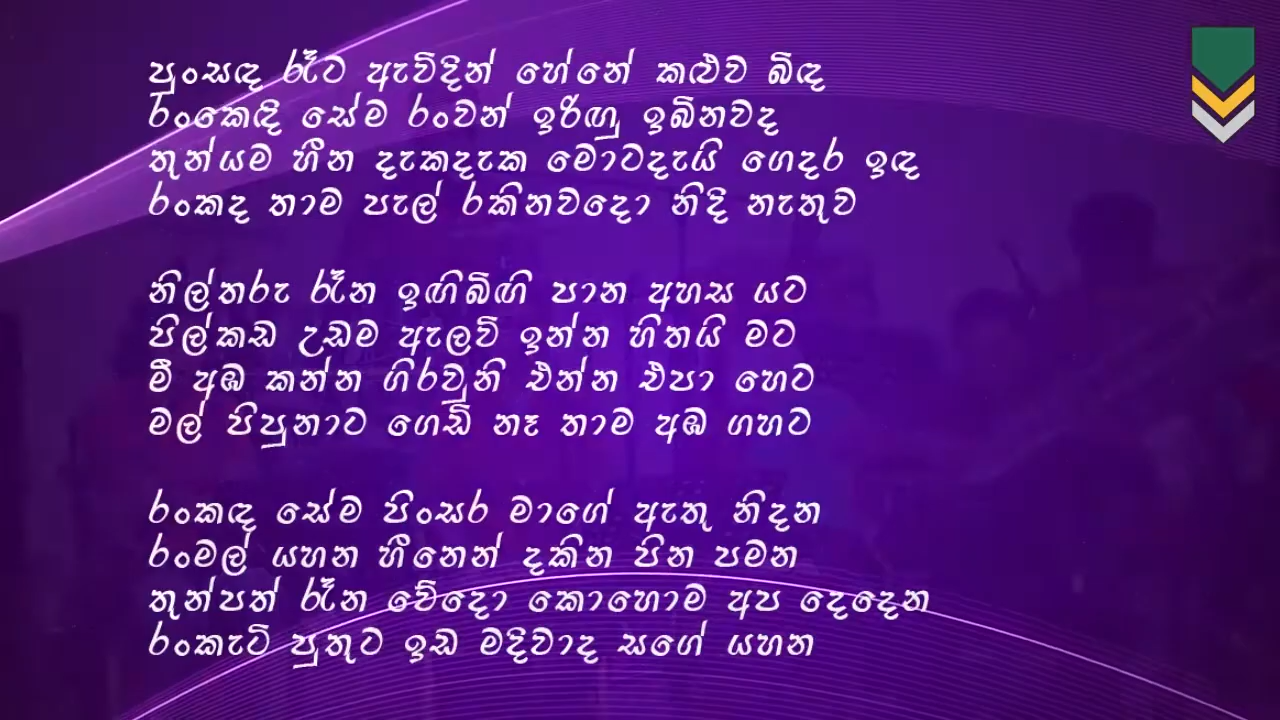 පුංසඳ රෑට ඇවිදින් හේනේ කළුව බිඳ
රංකෙඳි සේම රංවන් ඉරිඟු ඉබිනවද
තුන්යම හීන දැකදැක මොටදැයි ගෙදර ඉඳ
රංකද තාම පැල් රකිනවදො නිදි නැතුව
නිල්තරු රෑන ඉඟිබිඟි පාන අහස යට
පිල්කඩ උඩම ඇලවි ඉන්න හිතයි මට
මී අඹ කන්න ගිරවුනි එන්න එපා හෙට
මල් පිපුනාට ගෙඩි නෑ තාම අඹ ගහට
රංකඳ සේම පිංසර මාගේ ඇතු නිදන
රංමල් යහන හීනෙන් දකින පින පමන
තුන්පත් රෑන වේදො කොහොම අප දෙදෙන
රංකැටි පුතුට ඉඩ මදිවාද සගේ යහන